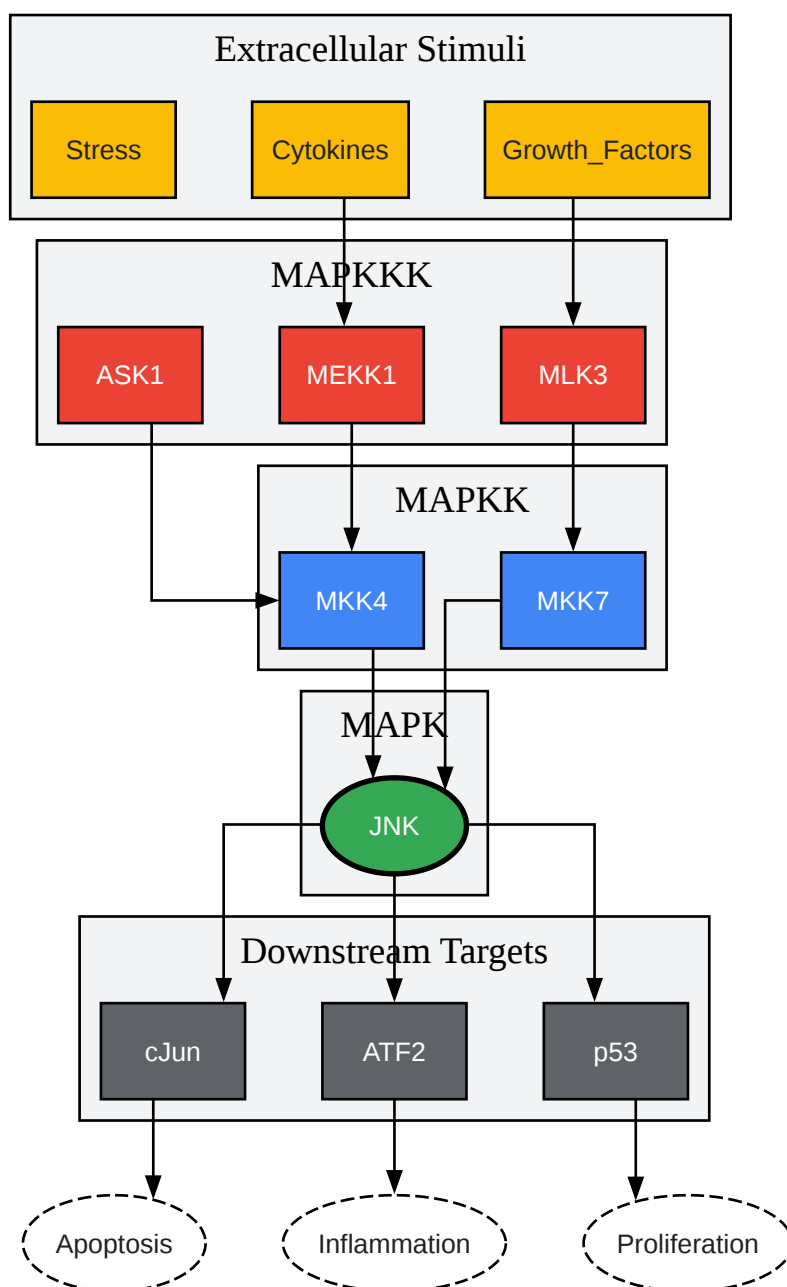 Extracellular Stimuli
Stress
Cytokines
Growth_Factors
MAPKKK
ASK1
MEKK1
MLK3
MAPKK
MKK4
MKK7
MAPK
JNK
Downstream Targets
cJun
ATF2
p53
Apoptosis
Inflammation
Proliferation